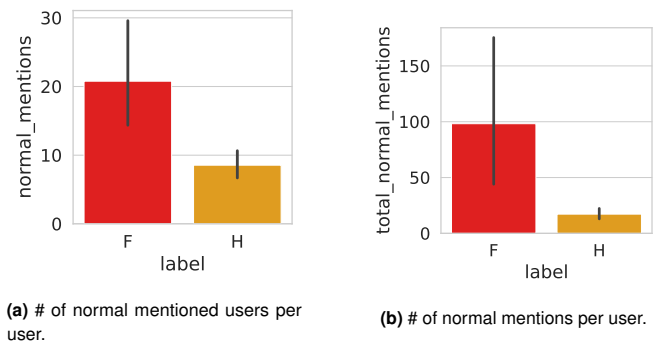 30
20
10
0
normal_mentions
F
H
label
(a) # of normal mentioned users per
user.
150
100
50
0
total_normal_mentions
F
H
label
(b) # of normal mentions per user.